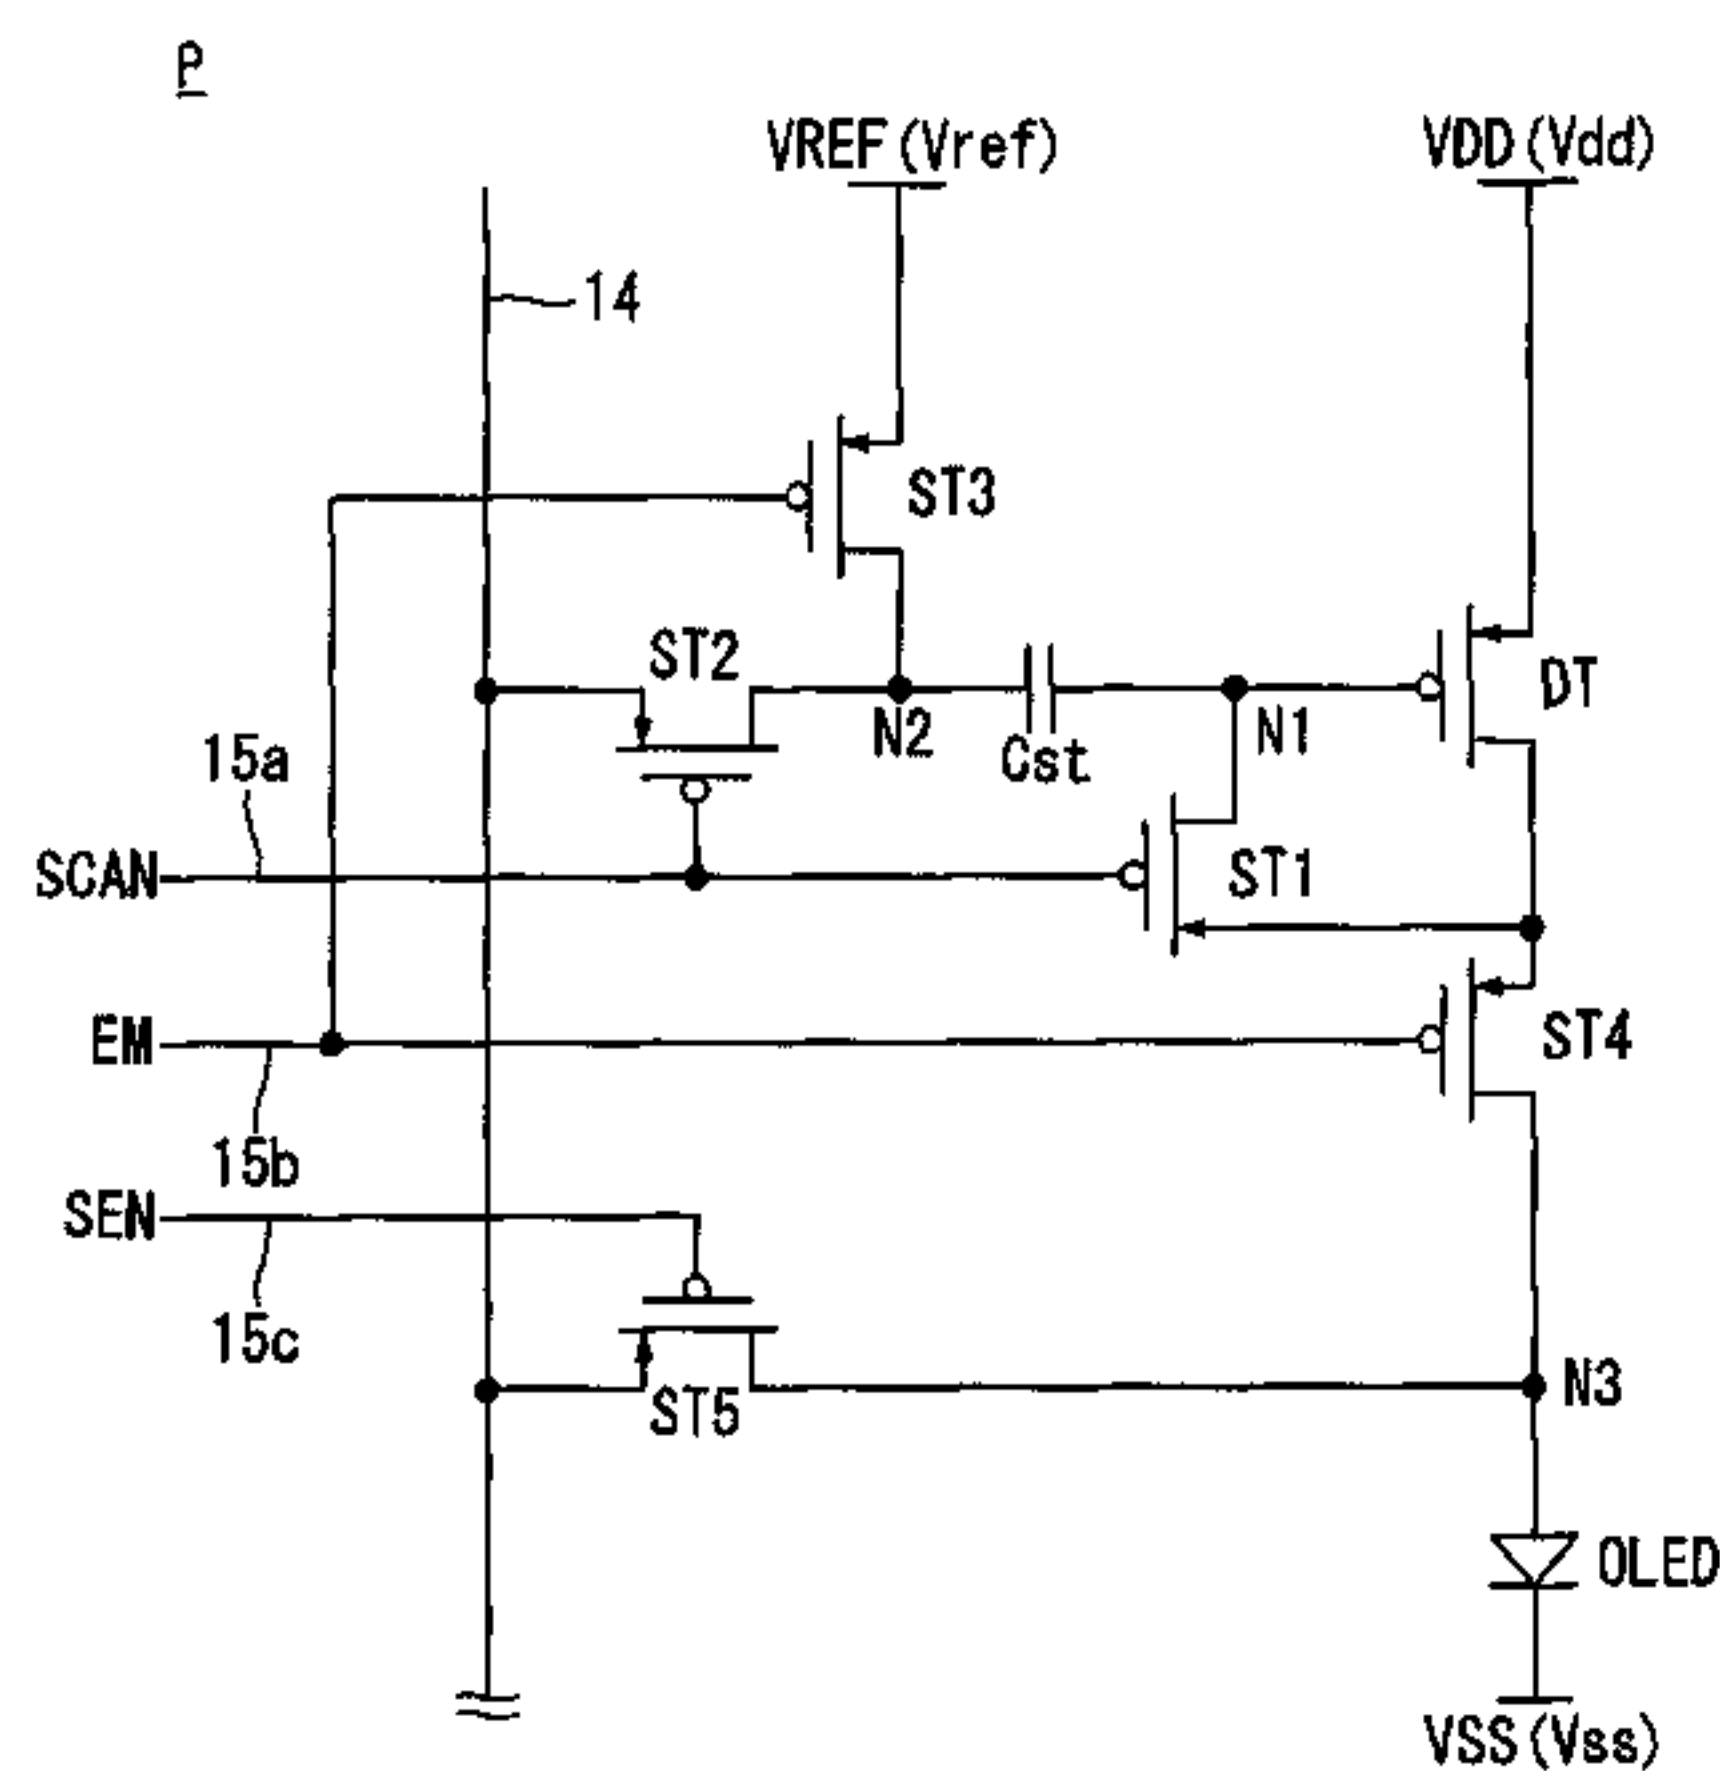 P
VREF(Vref)
VDD(Vdd)
14
ST3
ST2
DT
N2
N1
Cst
15a
SCAN
ST1
EM
ST4
15b
SEN
15c
N3
ST5
OLED
VSS(Vss)